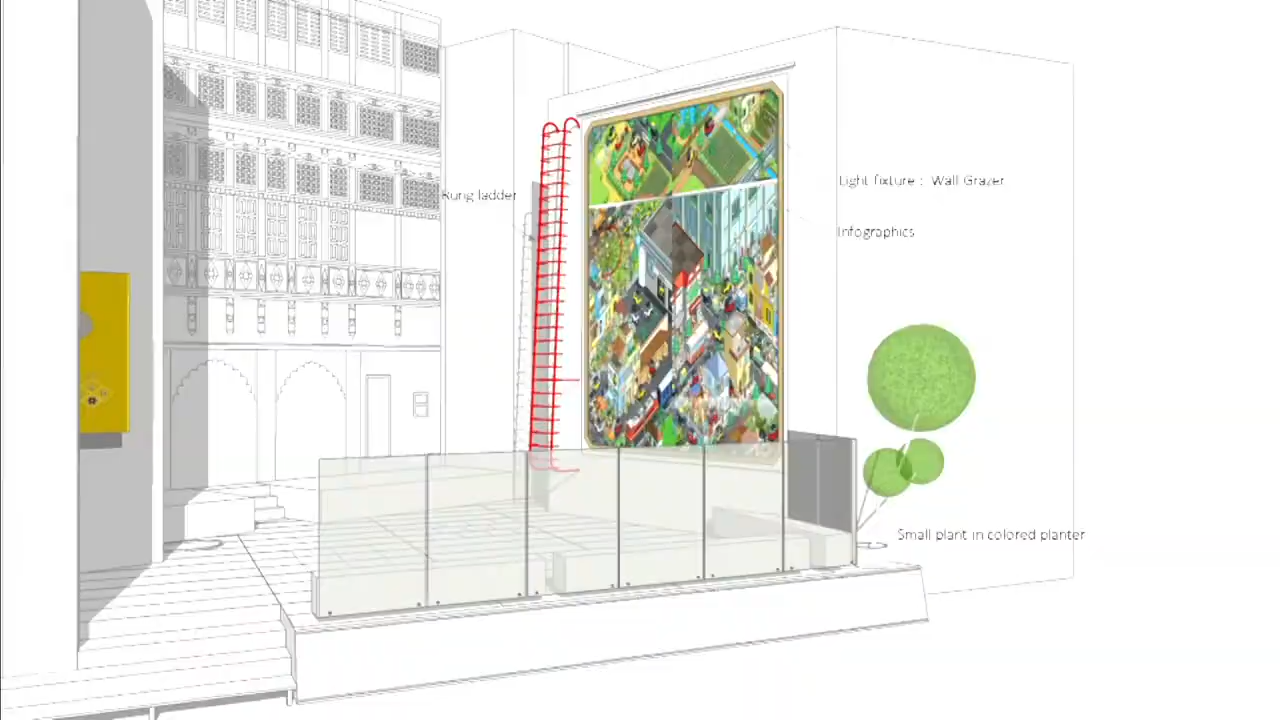 Light fixture : Wall Grazer
Rung ladder
Infographics
Small plant in colored planter